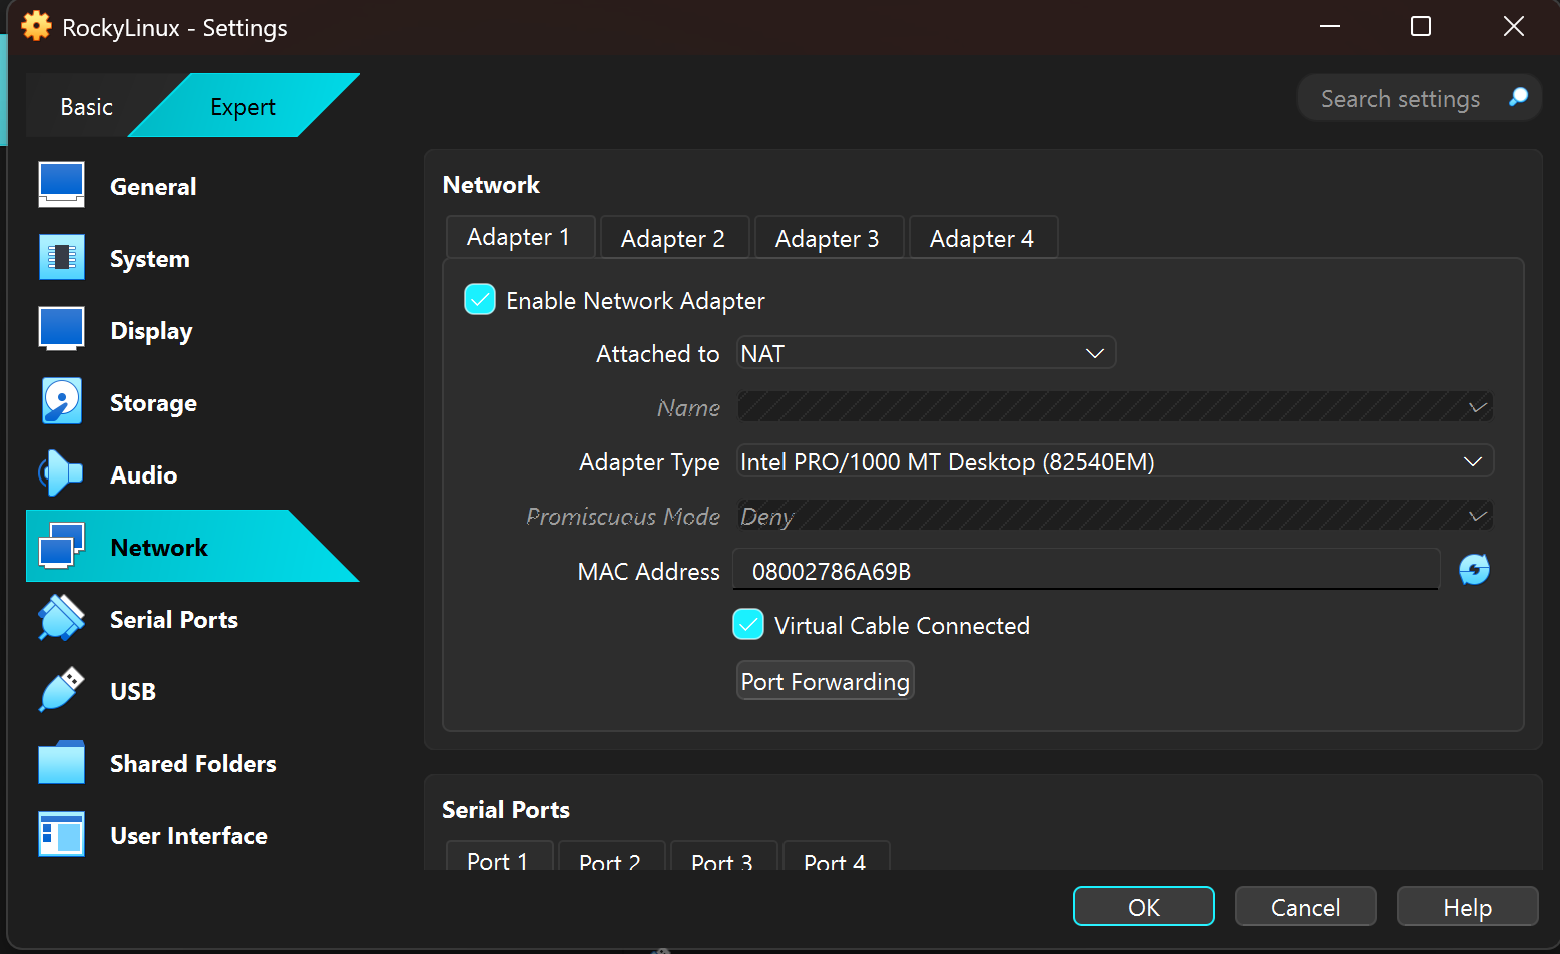 RockyLinux - Settings
Basic
Expert
Search settings
General
System
Display
Storage
Audio
Network
Serial Ports
USB
Shared Folders
User Interface
Network
Adapter 1
Adapter 2
Adapter 3
Adapter 4
Enable Network Adapter
Attached to NAT
Name
Adapter Type Intel PRO/1000 MT Desktop (82540EM)
Promiscuous Mode Deny
MAC Address 08002786A69B
Virtual Cable Connected
Port Forwarding
Serial Ports
Port 1
Port 2
Port 3
Port 4
OK
Cancel
Help